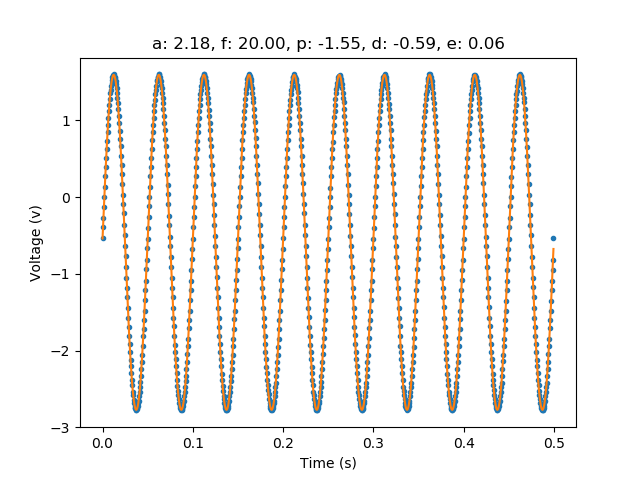 a: 2.18, f: 20.00, p: -1.55, d: -0.59, e: 0.06
1
0
−1
−2
−3
Voltage (v)
0.0 0.1 0.2 0.3 0.4 0.5
Time (s)